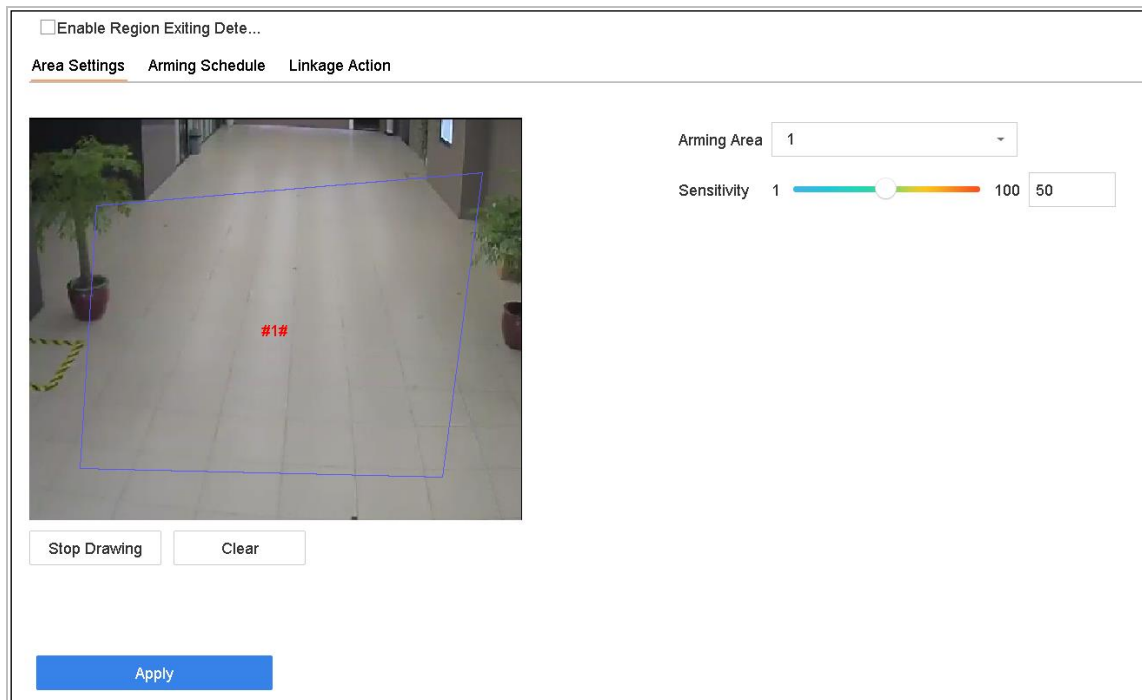 Enable Region Exiting Dete...
Area Settings Arming Schedule Linkage Action
Arming Area 1
Sensitivity 1 100 50
#1#
Stop Drawing Clear
Apply